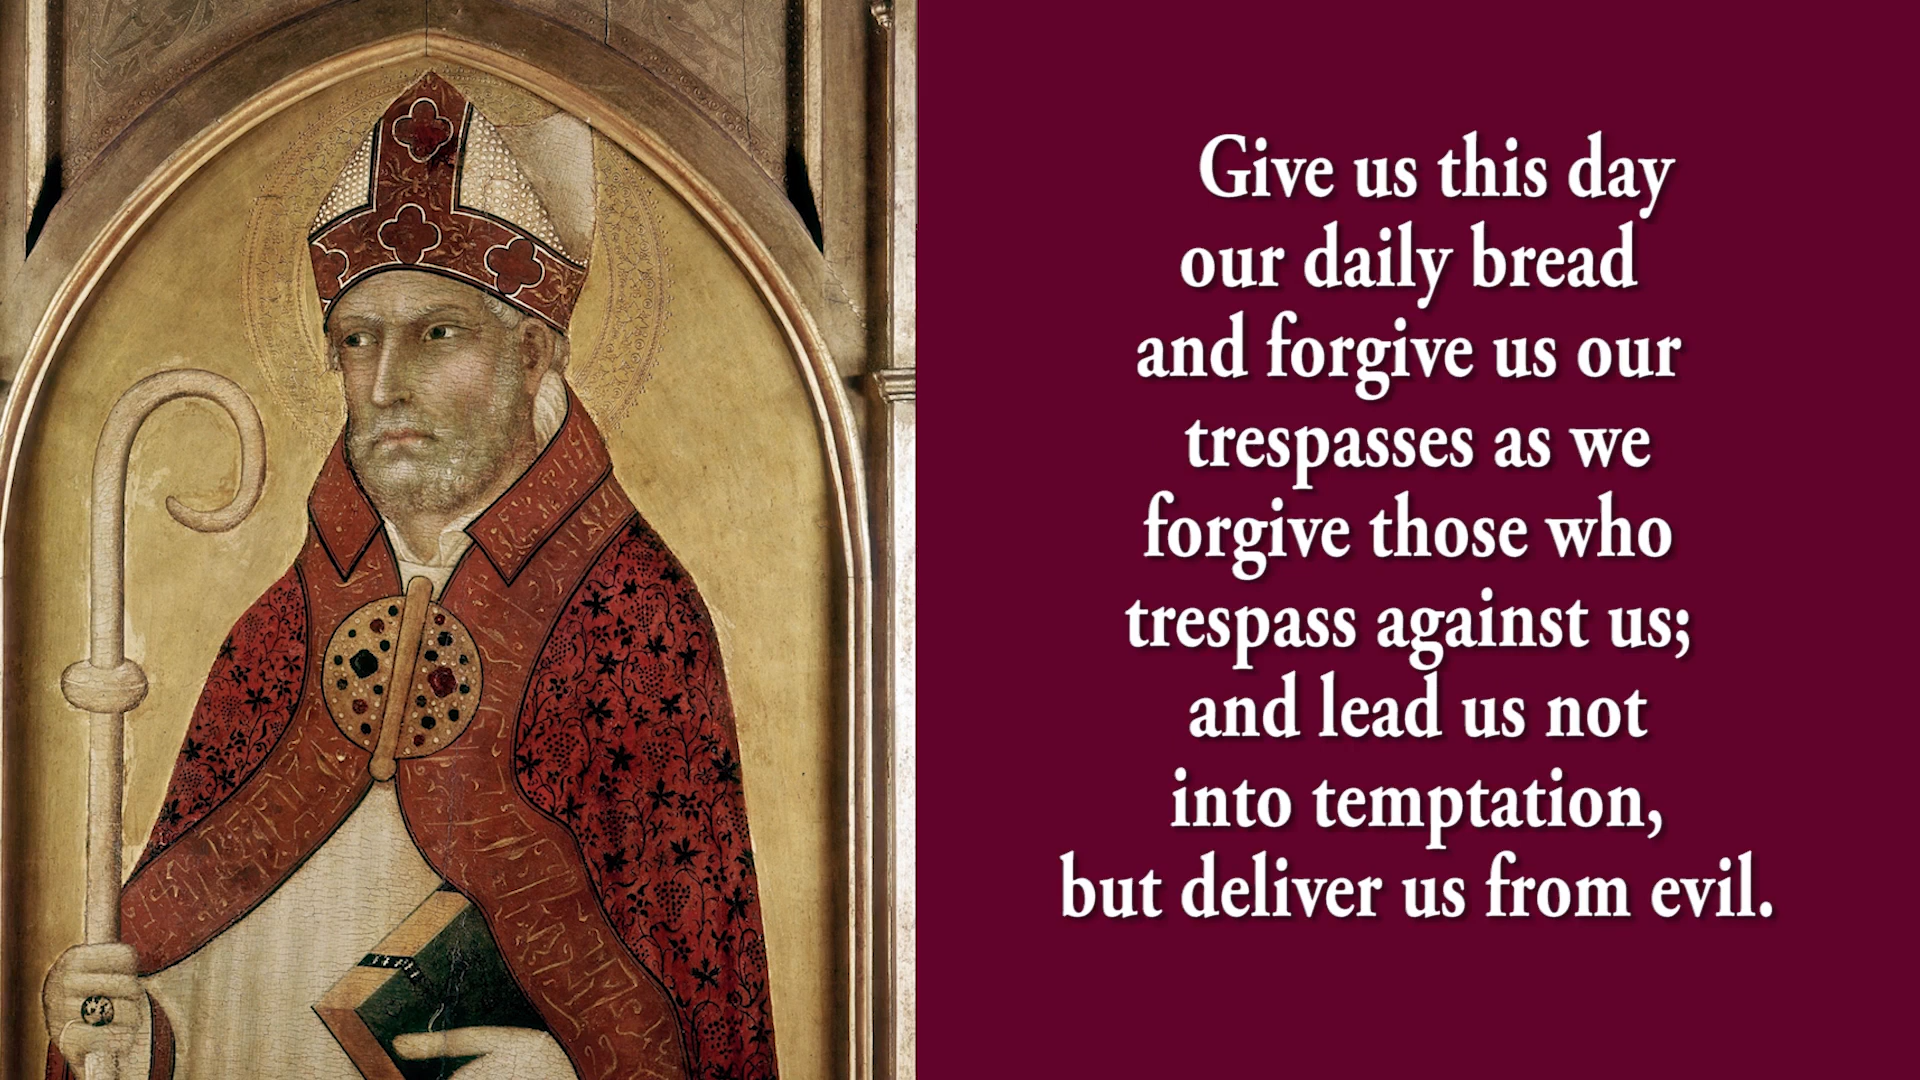 Give us this day
our daily bread
and forgive us our
trespasses as we
forgive those who
trespass against us;
and lead us not
into temptation,
but deliver us from evil.